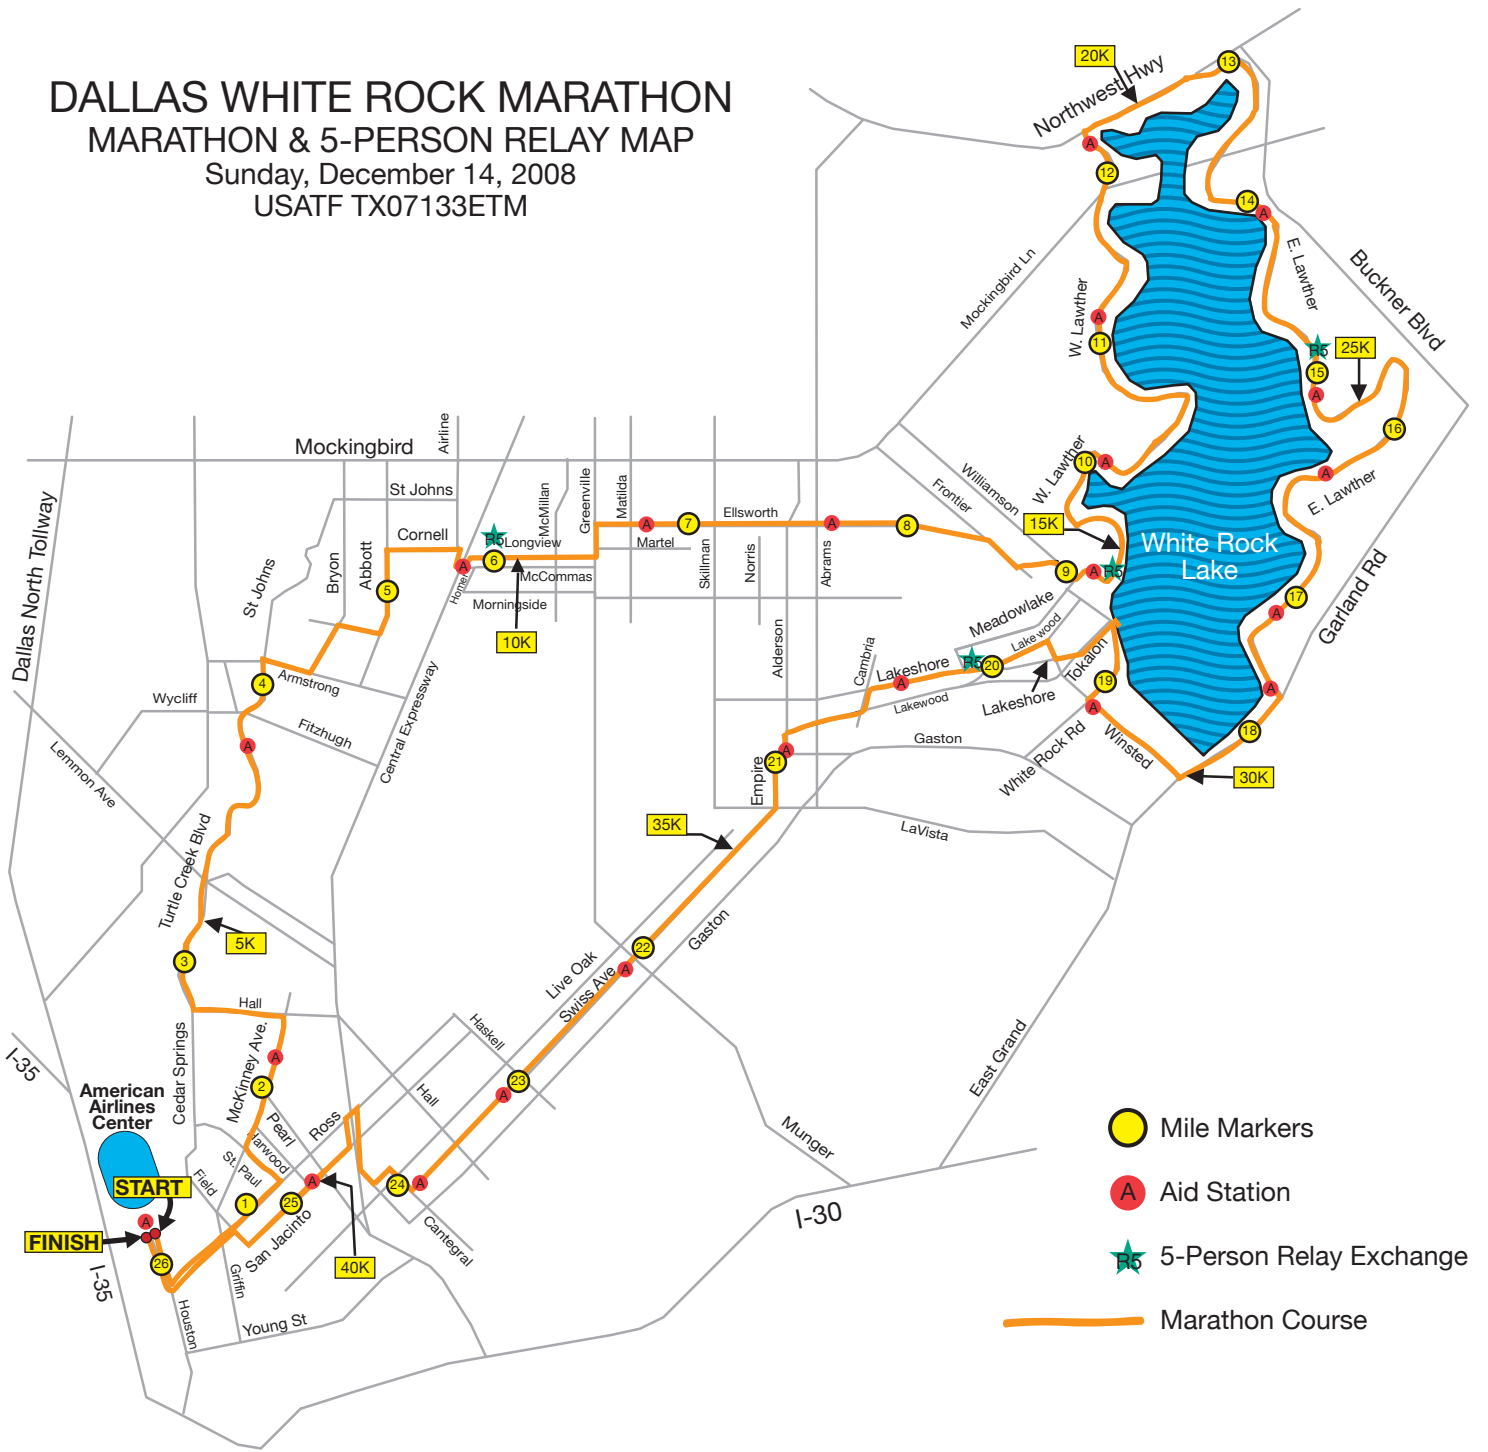 DALLAS WHITE ROCK MARATHON
MARATHON & 5-PERSON RELAY MAP
Sunday, December 14, 2008
USATF TX07133ETM
20K
Northwest Hwy
13
A
12
14
A
Mockingbird Ln
E. Lawther
Buckner Blvd
W. Lawther
A
11
R5
25K
15
A
16
Mockingbird
Airline
W. Lawther
10
A
A
E. Lawther
Dallas North Tollway
St Johns
McMillan
Greenville
Matilda
Williamson
Frontier
Ellsworth
A
7
A
8
15K
Cornell
R5
Longview
6
Martel
White Rock
Lake
St Johns
Bryon
Abbott
5
A
Homer
McCommas
Morningside
Skillman
Norris
Abrams
9
A
R5
17
A
Garland Rd
10K
Meadowlake
Lakewood
Alderson
Cambria
Lakeshore
R5
20
Tokalon
A
4
Armstrong
Wycliff
Fitzhugh
Central Expressway
Lakewood
Lakeshore
19
A
A
18
A
Lemmon Ave
Gaston
White Rock Rd
Winsted
A
21
Empire
30K
35K
LaVista
Turtle Creek Blvd
5K
3
22
Gaston
A
Live Oak
Swiss Ave
Hall
Cedar Springs
McKinney Ave.
A
Haskell
I-35
2
23
A
East Grand
American
Airlines
Center
Pearl
Ross
Hall
Harwood
St. Paul
Field
Munger
Mile Markers
START
A
24
A
A
Aid Station
1
25
San Jacinto
Cantegral
I-30
A
FINISH
26
40K
R5
5-Person Relay Exchange
I-35
Griffin
Houston
Young St
Marathon Course